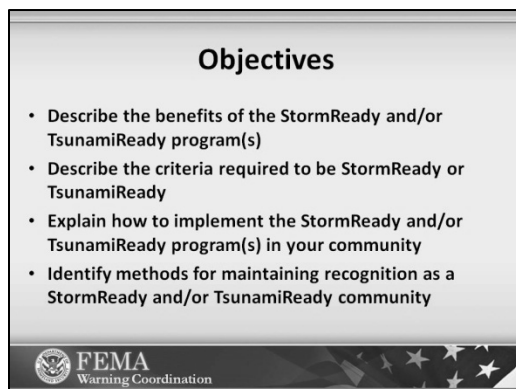 Objectives
• Describe the benefits of the StormReady and/or
TsunamiReady program(s)
• Describe the criteria required to be StormReady or
TsunamiReady
• Explain how to implement the StormReady and/or
TsunamiReady program(s) in your community
• Identify methods for maintaining recognition as a
StormReady and/or TsunamiReady community
FEMA
Warning Coordination